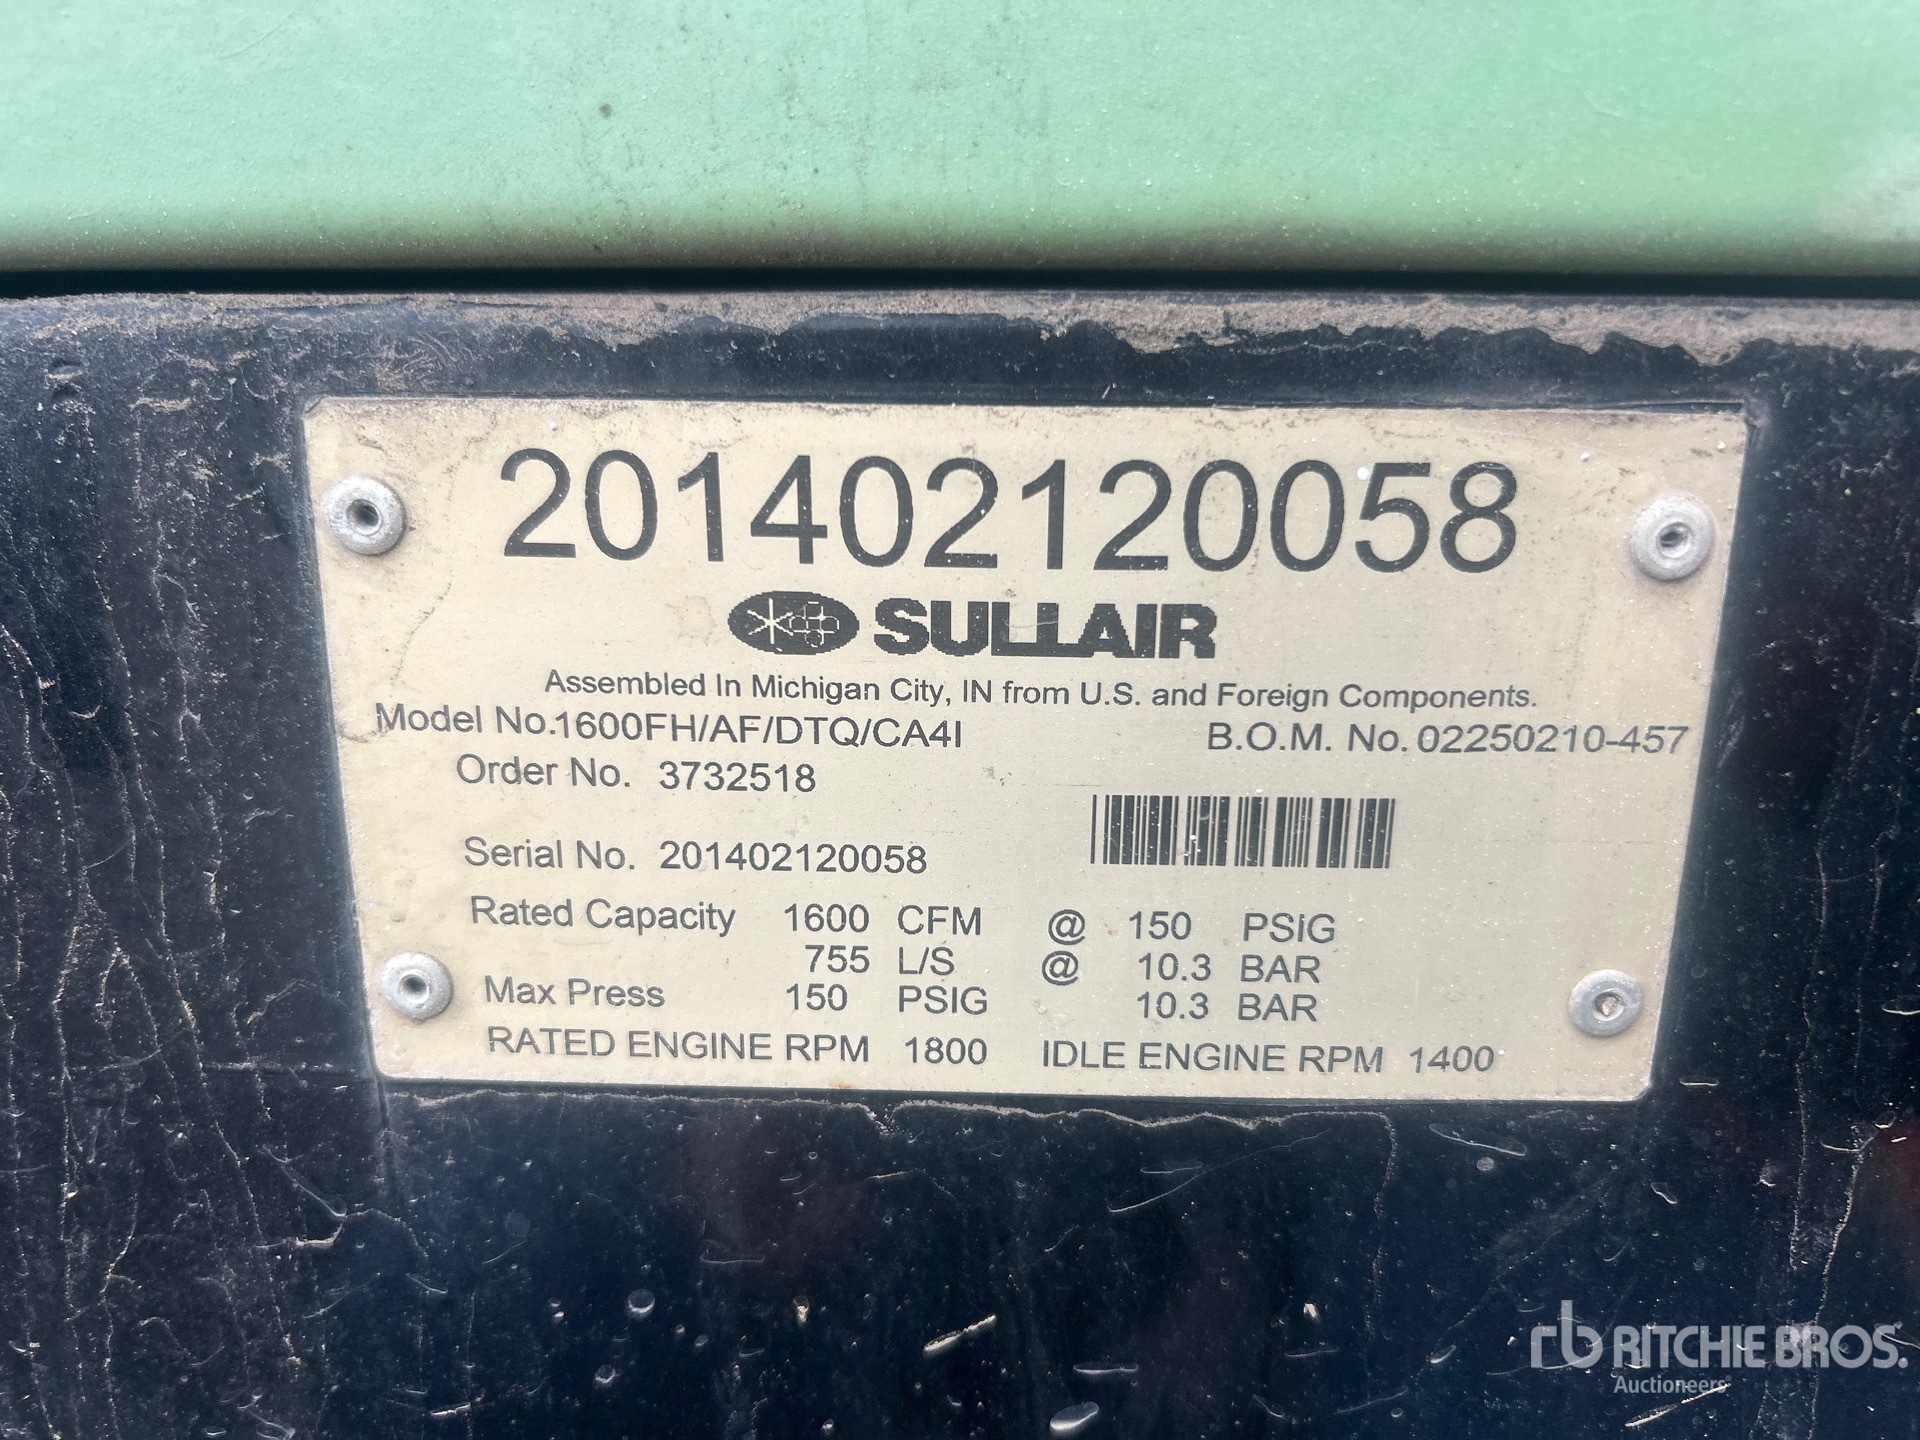 201402120058
SULLAIR
Assembled In Michigan City, IN from U.S. and Foreign Components.
Model No.1600FH/AF/DTQ/CA4I B.O.M. No. 02250210-457
Order No. 3732518
Serial No. 201402120058
Rated Capacity 1600 CFM @ 150 PSIG
755 L/S @ 10.3 BAR
Max Press 150 PSIG 10.3 BAR
RATED ENGINE RPM 1800 IDLE ENGINE RPM 1400
rb RITCHIE BROS.
Auctioneers